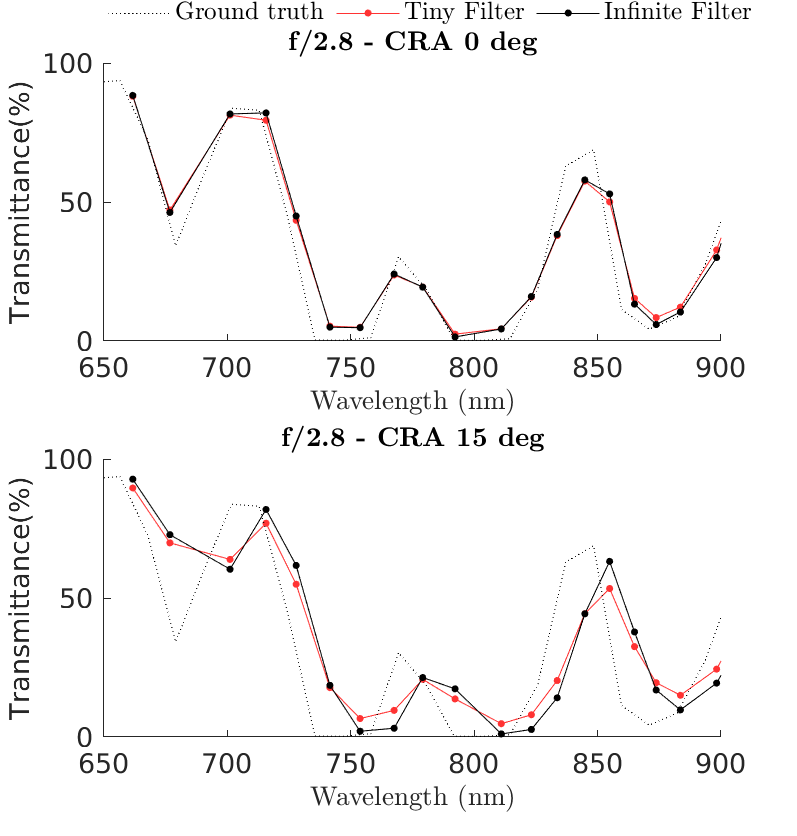 Ground truth Tiny Filter Infinite Filter
f/2.8 - CRA 0 deg
Transmittance(%)
100
50
0
650 700 750 800 850 900
Wavelength (nm)
f/2.8 - CRA 15 deg
Transmittance(%)
100
50
0
650 700 750 800 850 900
Wavelength (nm)